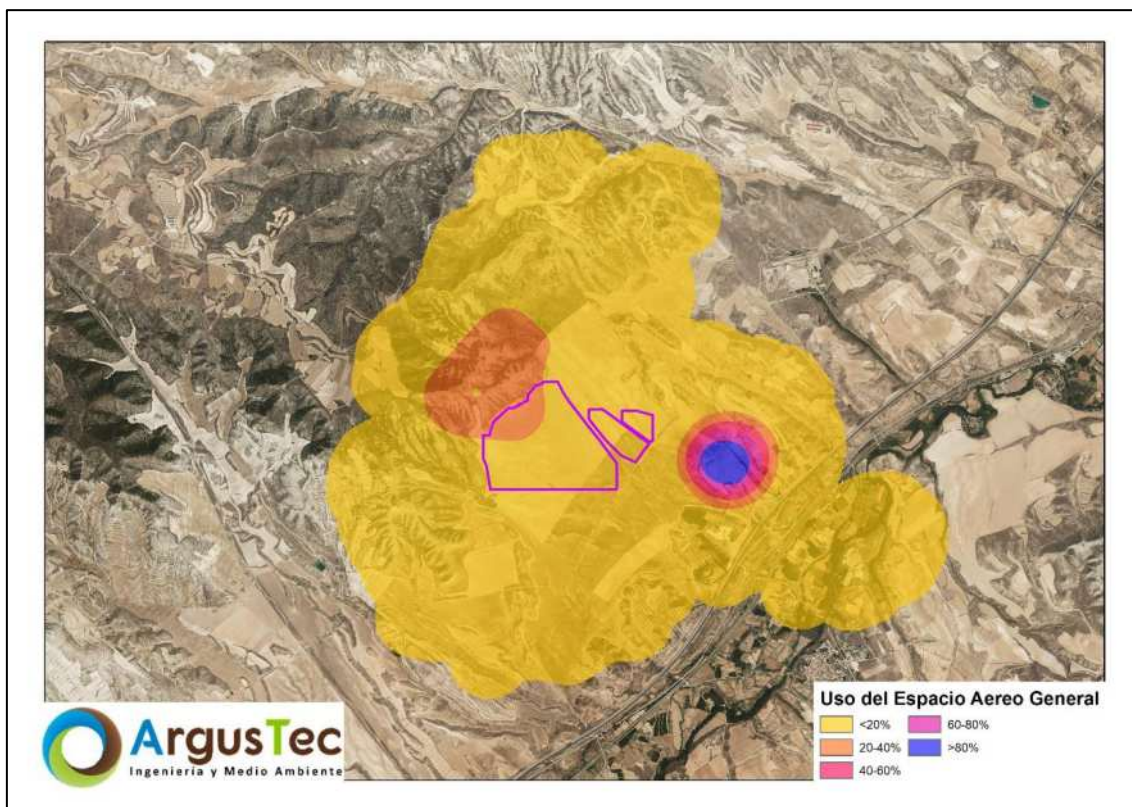 Uso del Espacio Aereo General
<20%
60-80%
20-40%
>80%
40-60%
ArgusTec
Ingeniería y Medio Ambiente